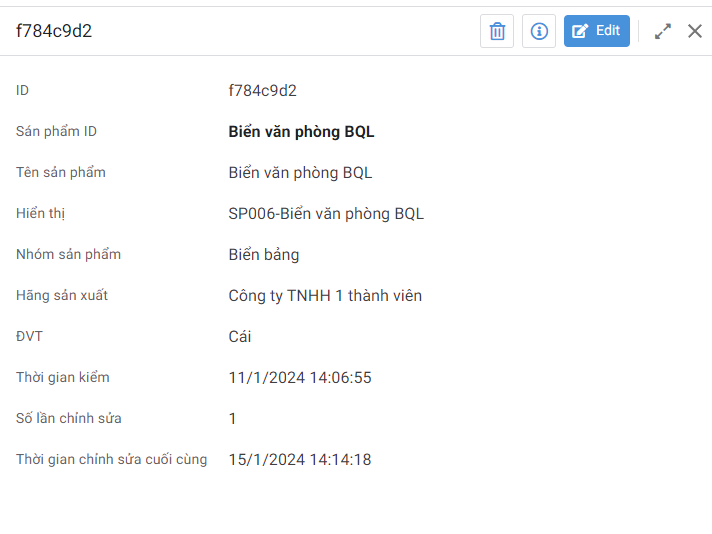 f784c9d2 Edit
ID f784c9d2
Sản phẩm ID Biển văn phòng BQL
Tên sản phẩm Biển văn phòng BQL
Hiển thị SP006-Biển văn phòng BQL
Nhóm sản phẩm Biển bảng
Hãng sản xuất Công ty TNHH 1 thành viên
ĐVT Cái
Thời gian kiểm 11/1/2024 14:06:55
Số lần chỉnh sửa 1
Thời gian chỉnh sửa cuối cùng 15/1/2024 14:14:18